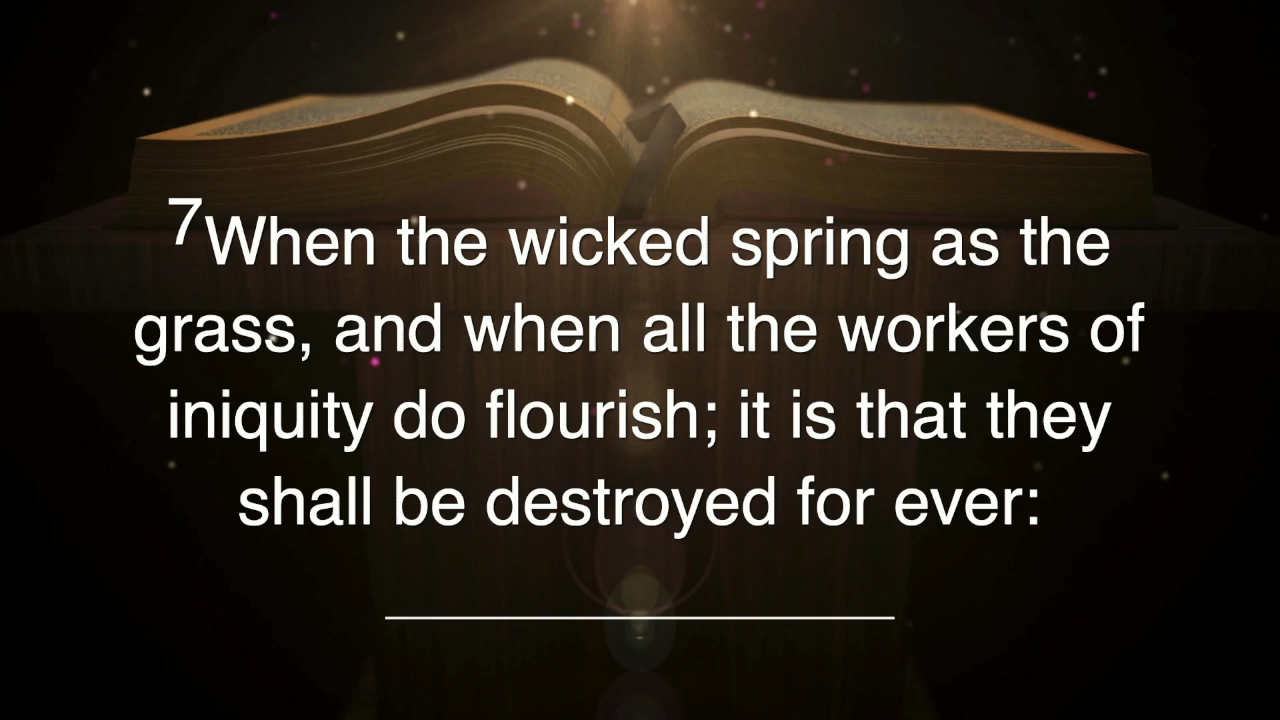 7When the wicked spring as the
grass, and when all the workers of
iniquity do flourish; it is that they
shall be destroyed for ever: